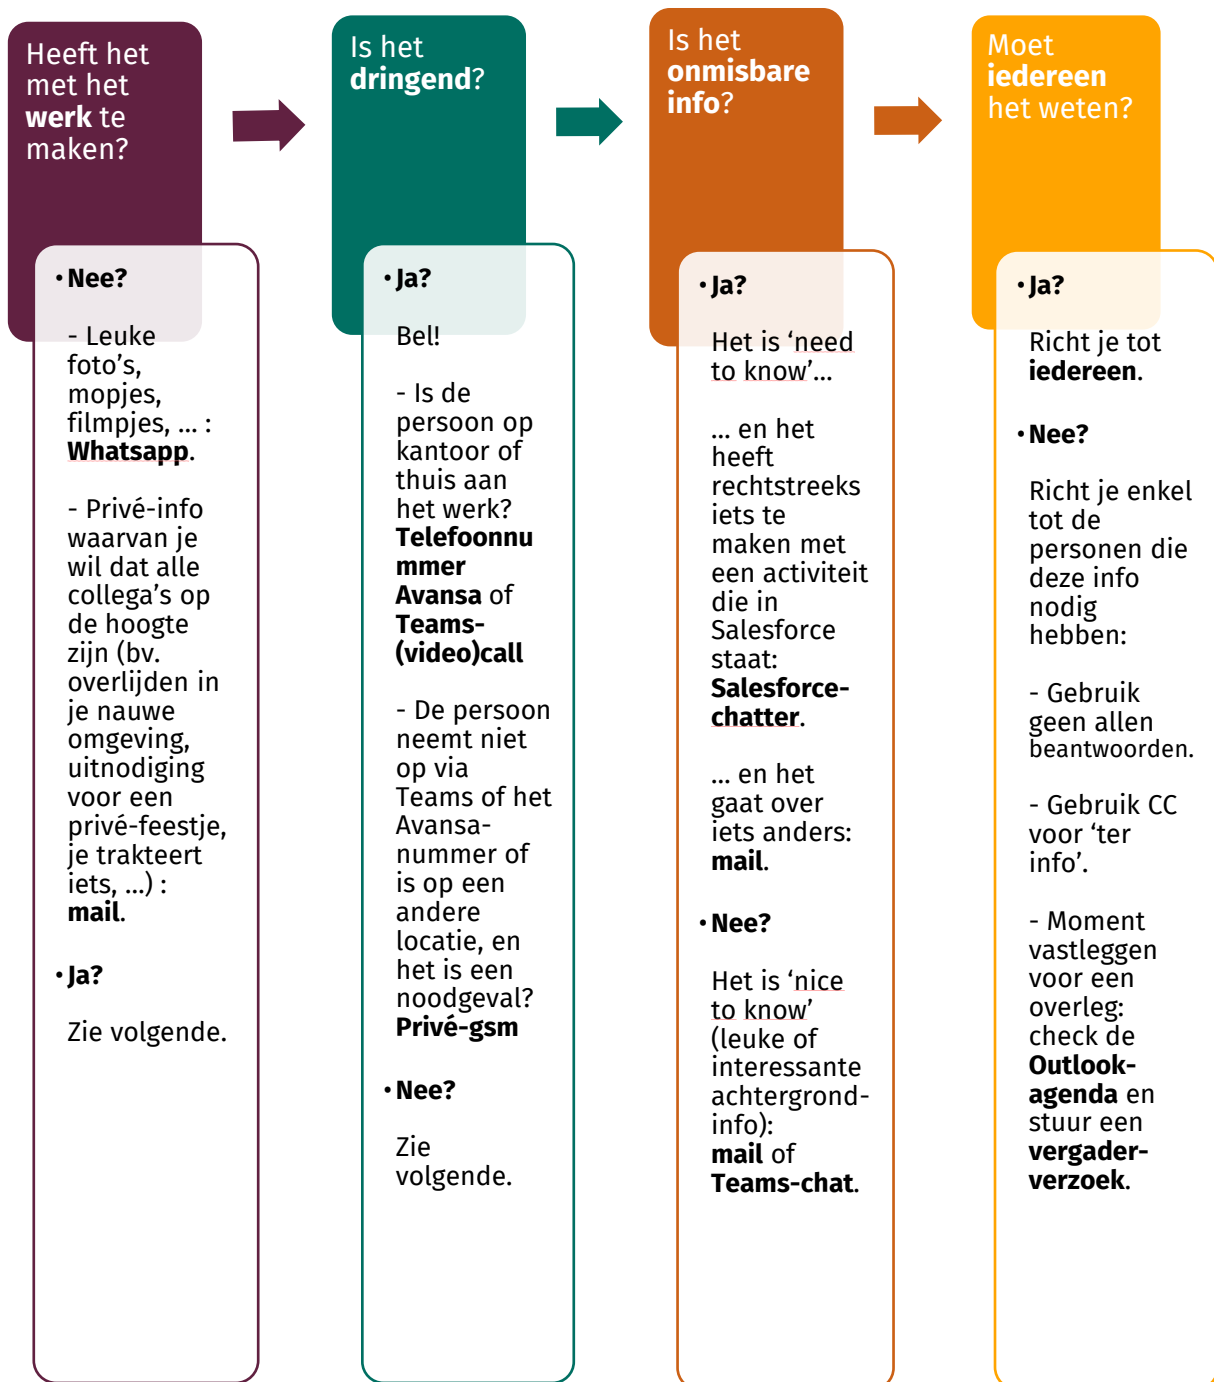 Heeft het
met het
werk te
maken?
• Nee?
- Leuke
foto's,
mopjes,
filmpjes, … :
Whatsapp.
- Privé-info
waarvan je
wil dat alle
collega's op
de hoogte
zijn (bv.
overlijden in
je nauwe
omgeving,
uitnodiging
voor een
privé-feestje,
je trakteert
iets, …) :
mail.
• Ja?
Zie volgende.
Is het
dringend?
• Ja?
Bel!
- Is de
persoon op
kantoor of
thuis aan
het werk?
Telefoonnu
mmer
Avansa of
Teams-
(video)call
- De persoon
neemt niet
op via
Teams of het
Avansa-
nummer of
is op een
andere
locatie, en
het is een
noodgeval?
Privé-gsm
• Nee?
Zie
volgende.
Is het
onmisbare
info?
• Ja?
Het is ‘need
to know’…
… en het
heeft
rechtstreeks
iets te
maken met
een activiteit
die in
Salesforce
staat:
Salesforce-
chatter.
… en het
gaat over
iets anders:
mail.
• Nee?
Het is ‘nice
to know’
(leuke of
interessante
achtergrond-
info):
mail of
Teams-chat.
Moet
iedereen
het weten?
• Ja?
Richt je tot
iedereen.
• Nee?
Richt je enkel
tot de
personen die
deze info
nodig
hebben:
- Gebruik
geen allen
beantwoorden.
- Gebruik CC
voor ‘ter
info’.
- Moment
vastleggen
voor een
overleg:
check de
Outlook-
agenda en
stuur een
vergader-
verzoek.